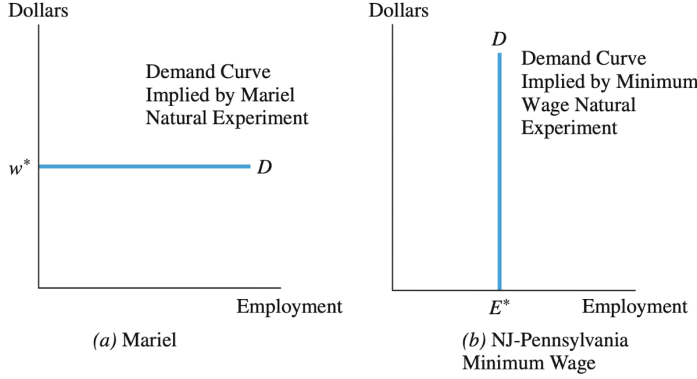 Dollars
Demand Curve
Implied by Mariel
Natural Experiment
w*
D
Employment
(a) Mariel
Dollars
D
Demand Curve
Implied by Minimum
Wage Natural
Experiment
E*
Employment
(b) NJ-Pennsylvania
Minimum Wage